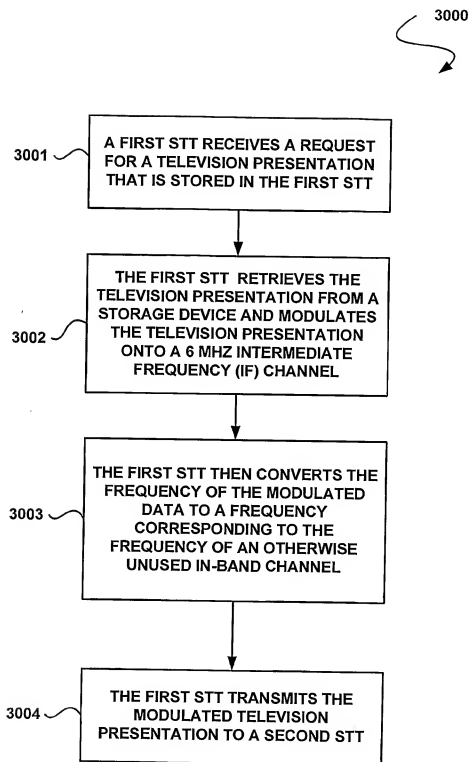 3000
3001
A FIRST STT RECEIVES A REQUEST
FOR A TELEVISION PRESENTATION
THAT IS STORED IN THE FIRST STT
3002
THE FIRST STT RETRIEVES THE
TELEVISION PRESENTATION FROM A
STORAGE DEVICE AND MODULATES
THE TELEVISION PRESENTATION
ONTO A 6 MHZ INTERMEDIATE
FREQUENCY (IF) CHANNEL
3003
THE FIRST STT THEN CONVERTS THE
FREQUENCY OF THE MODULATED
DATA TO A FREQUENCY
CORRESPONDING TO THE
FREQUENCY OF AN OTHERWISE
UNUSED IN-BAND CHANNEL
3004
THE FIRST STT TRANSMITS THE
MODULATED TELEVISION
PRESENTATION TO A SECOND STT